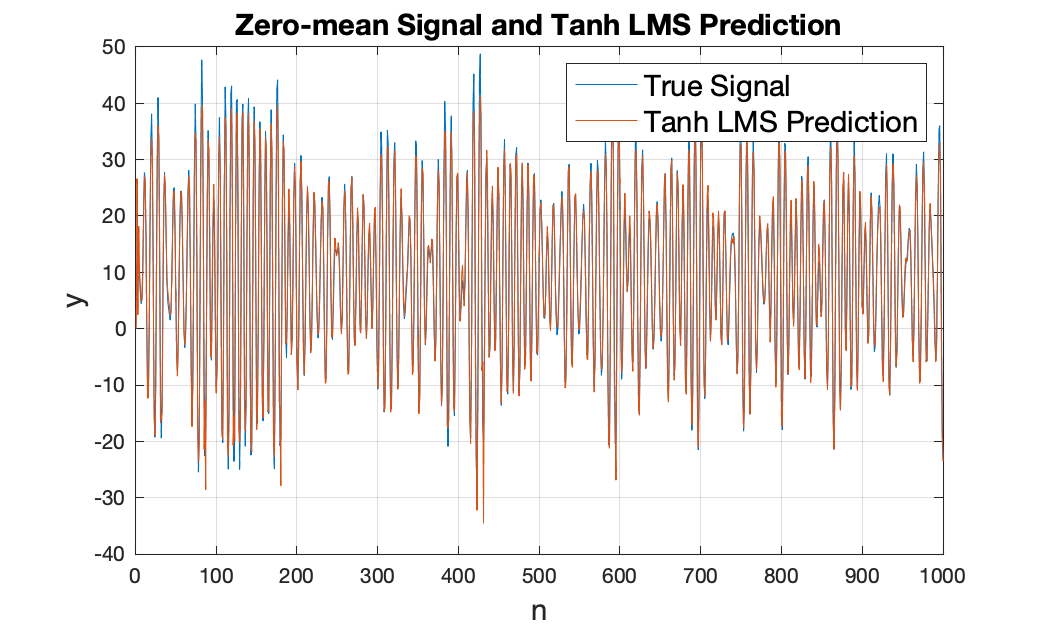 Zero-mean Signal and Tanh LMS Prediction
50
40
30
20
10
0
-10
-20
-30
-40
y
True Signal
Tanh LMS Prediction
0 100 200 300 400 500 600 700 800 900 1000
n